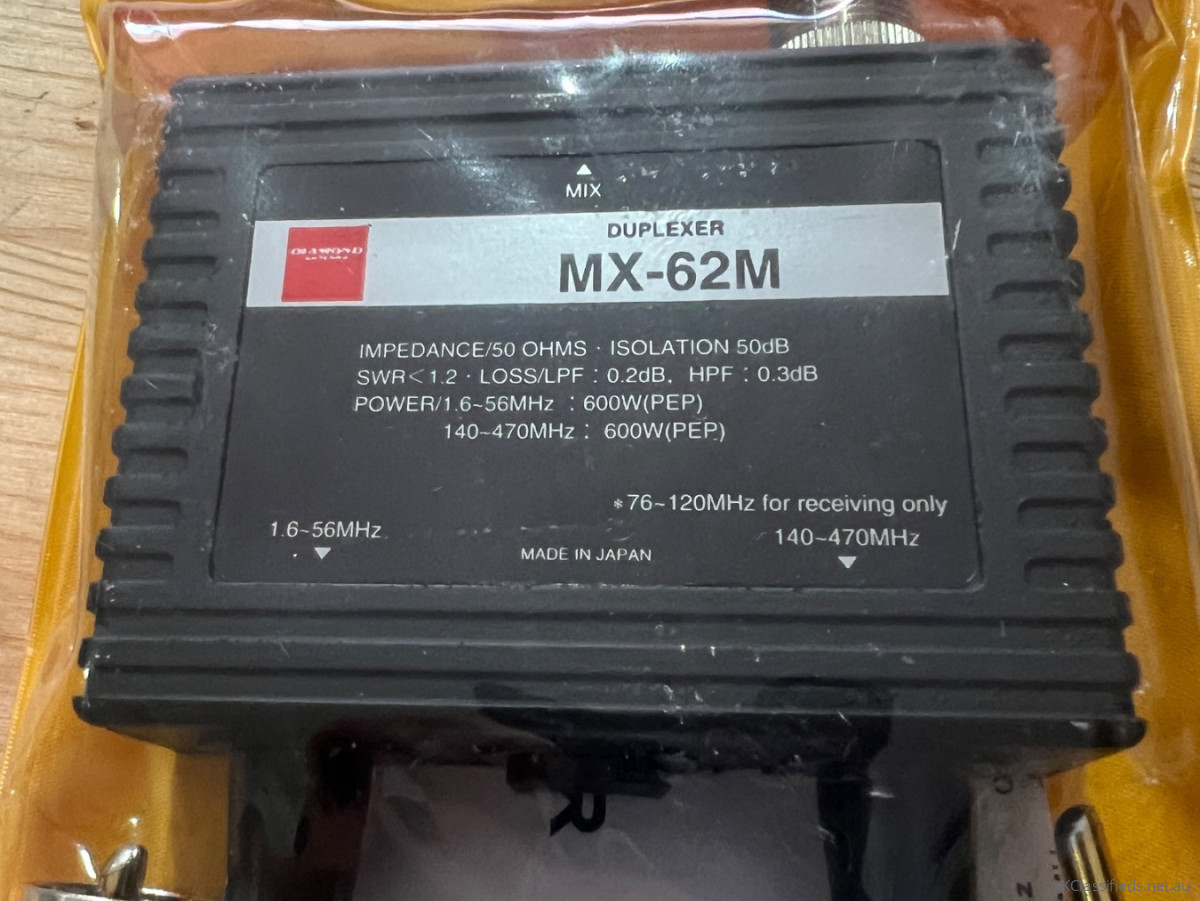 MIX
DIAMOND
DUPLEXER
MX-62M
IMPEDANCE/50 OHMS · ISOLATION 50dB
SWR<1.2 · LOSS/LPF : 0.2dB, HPF : 0.3dB
POWER/1.6~56MHz : 600W(PEP)
140~470MHz : 600W(PEP)
*76~120MHz for receiving only
1.6~56MHz
140~470MHz
MADE IN JAPAN
R